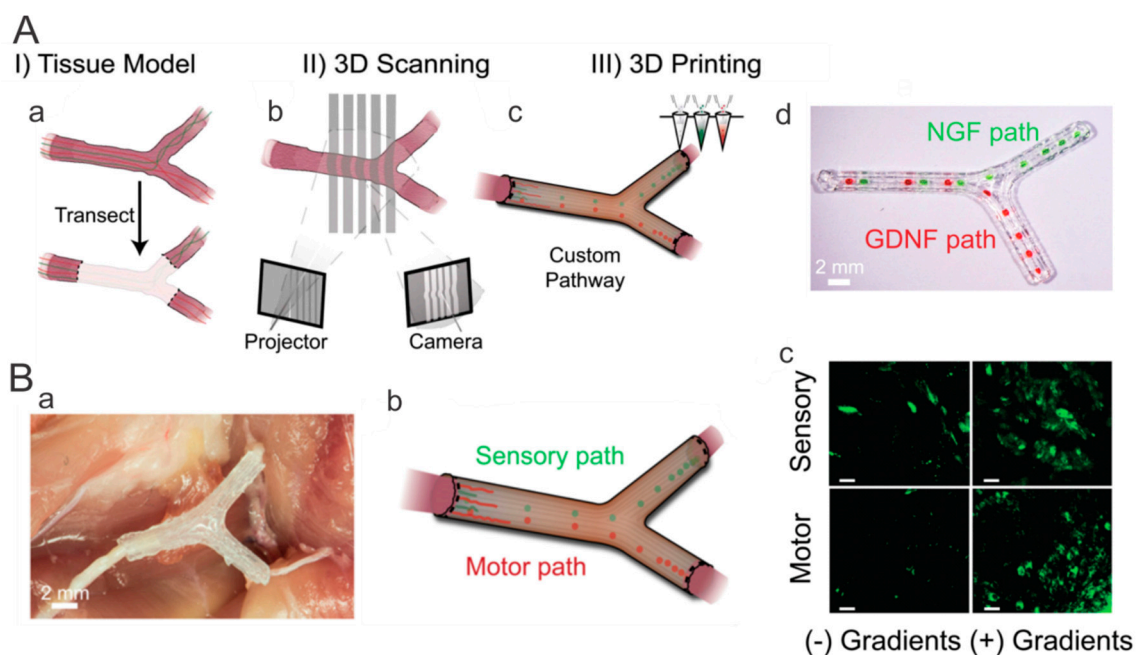 A
I) Tissue Model
II) 3D Scanning
III) 3D Printing
a
Transect
b
Projector
Camera
c
Custom
Pathway
d
NGF path
GDNF path
2 mm
B
a
2 mm
b
Sensory path
Motor path
c
Sensory
Motor
(-) Gradients (+) Gradients